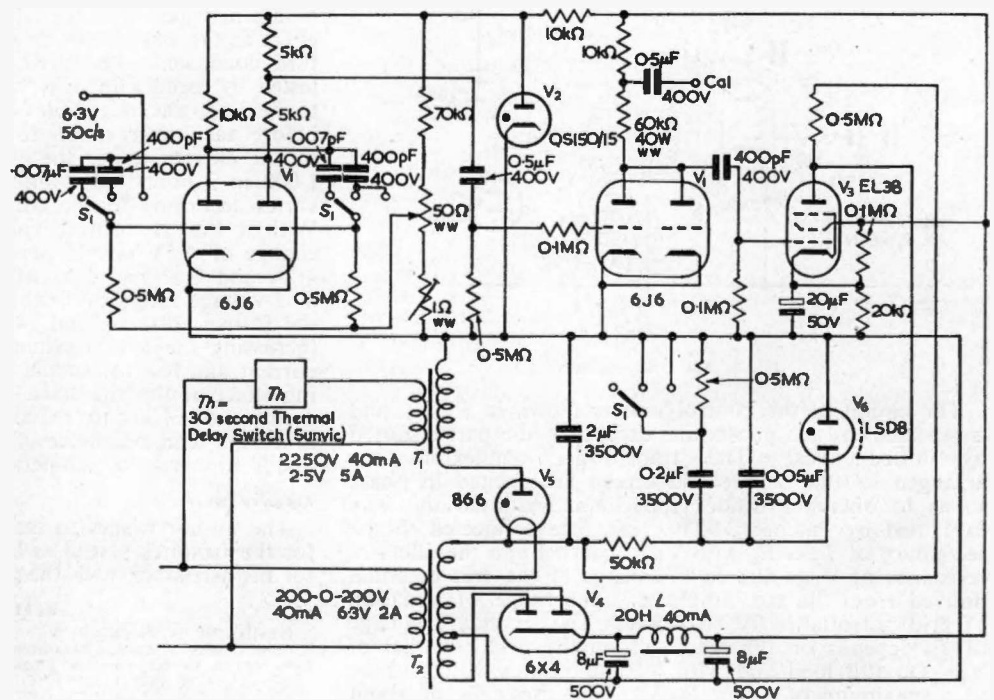 10kΩ
10kΩ
0·5μF
400V
Cal
5kΩ
6·3V
50c/s
400pF
400V
10kΩ
5kΩ
·007pF
400V
V1
400pF
400V
70kΩ
V2
QS150/15
60kΩ
40W
ww
400pF
400V
0·5MΩ
·007μF
400V
S1
S1
0·5μF
400V
50Ω
ww
V1
V3 EL38
0·1MΩ
0·1MΩ
6J6
0·5MΩ
0·5MΩ
1Ω
ww
0·5MΩ
6J6
0·1MΩ
20μF
50V
20kΩ
Th
Th
30 second Thermal
Delay Switch (Sunvic)
2250V 40mA
2·5V 5A
T1
S1
2μF
3500V
0·5MΩ
V6
LSD8
0·2μF
3500V
0·05μF
3500V
866
V5
50kΩ
200-0-200V
40mA 6·3V 2A
T2
V4
6X4
L
20H 40mA
8μF
500V
8μF
500V